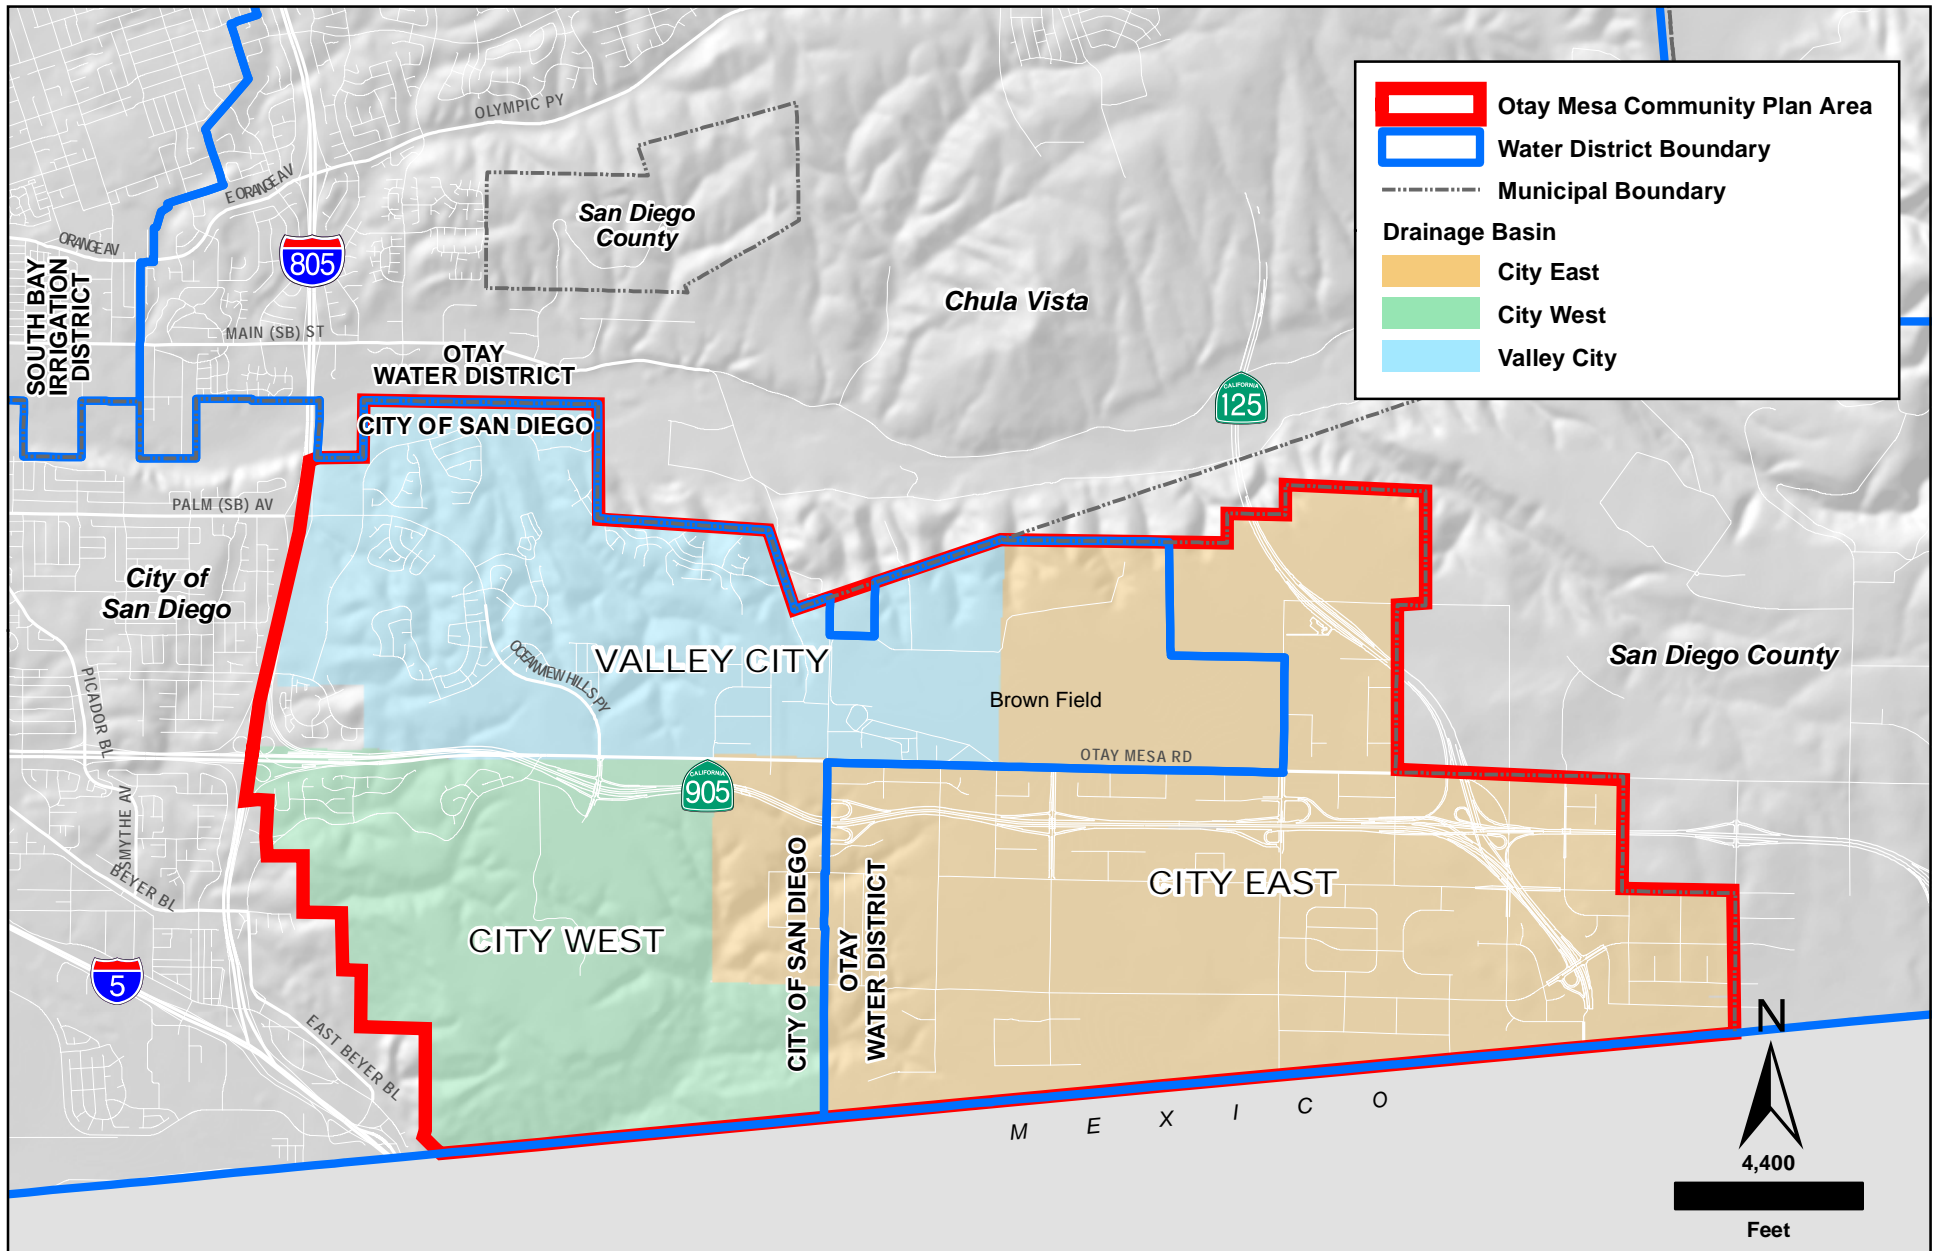 OLYMPIC PY
E ORANGE AV
ORANGE AV
805
San Diego
County
Chula Vista
SOUTH BAY
IRRIGATION
DISTRICT
MAIN (SB) ST
OTAY
WATER DISTRICT
CITY OF SAN DIEGO
CALIFORNIA
125
PALM (SB) AV
City of
San Diego
VALLEY CITY
OCEANVIEW HILLS PY
San Diego County
PICADOR BL
Brown Field
OTAY MESA RD
CALIFORNIA
905
SMYTHE AV
BEYER BL
CITY OF SAN DIEGO
OTAY
WATER DISTRICT
CITY EAST
CITY WEST
5
EAST BEYER BL
MEXICO
Otay Mesa Community Plan Area
Water District Boundary
Municipal Boundary
Drainage Basin
City East
City West
Valley City
N
4,400
Feet